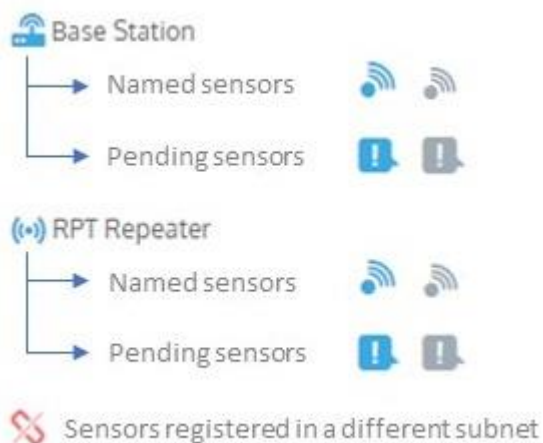 Base Station
Named sensors
Pending sensors
RPT Repeater
Named sensors
Pending sensors
Sensors registered in a different subnet